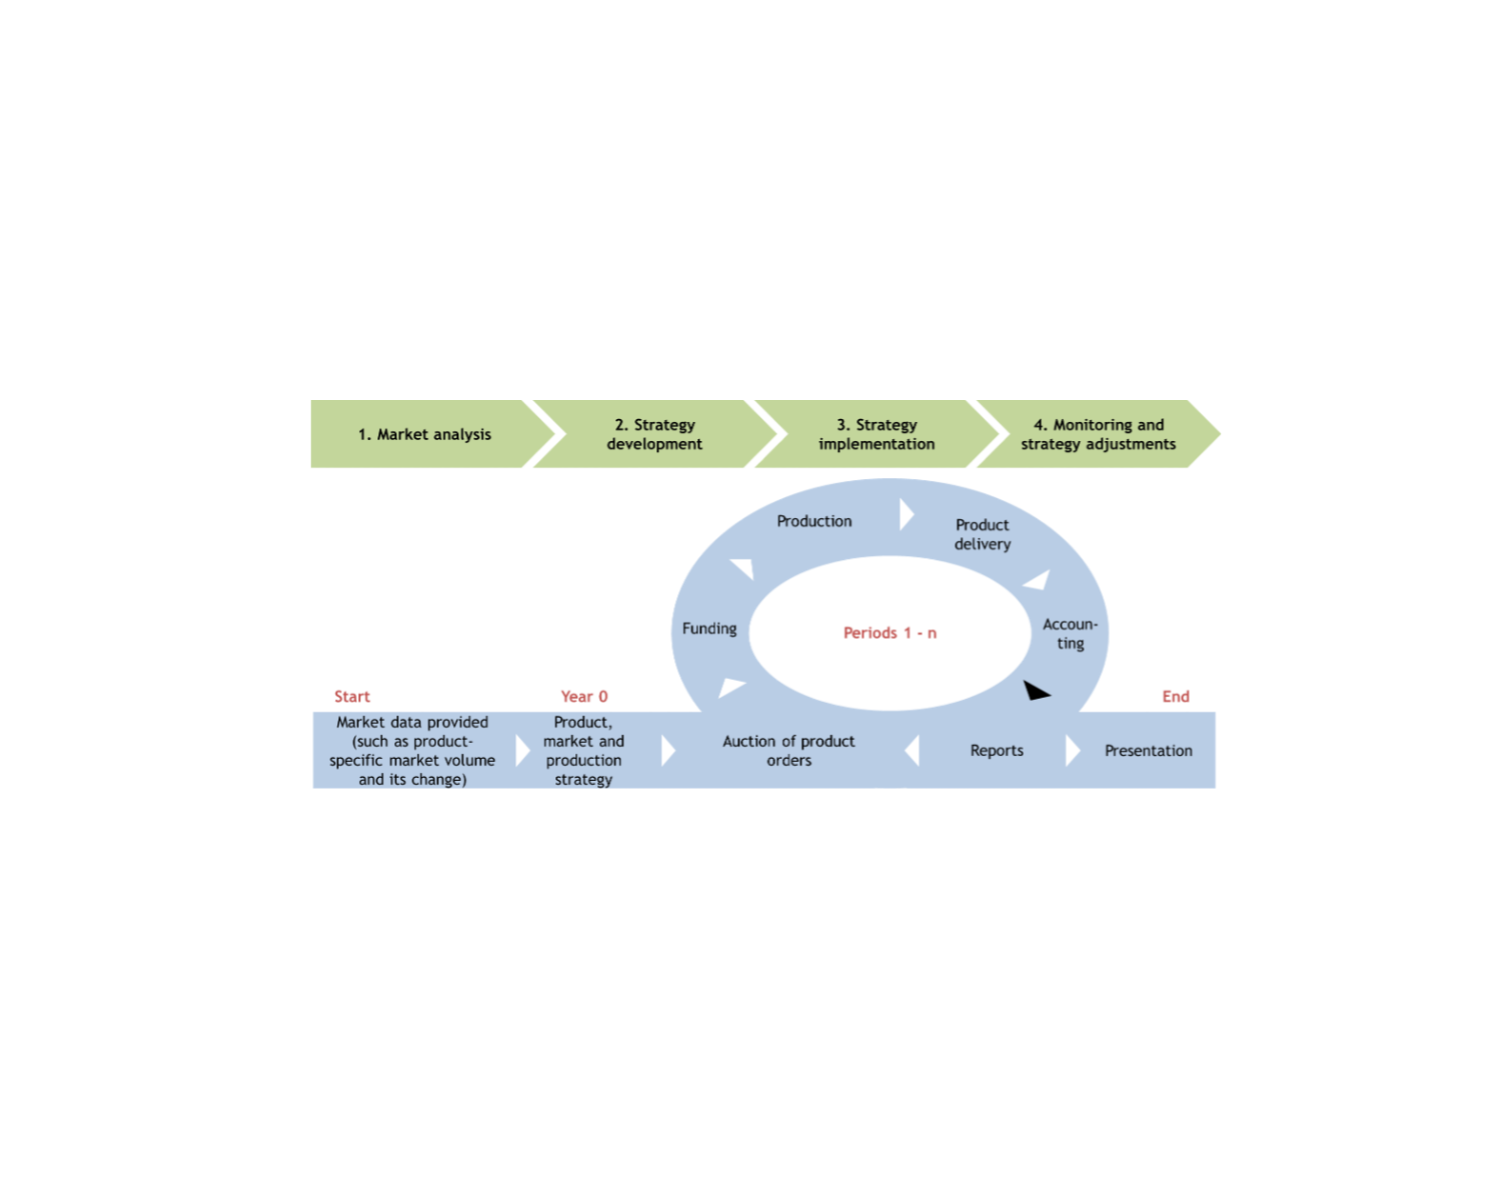 1. Market analysis
2. Strategy
development
3. Strategy
implementation
4. Monitoring and
strategy adjustments
Production
Product
delivery
Funding
Periods 1 - n
Accoun-
ting
Start
Year 0
End
Market data provided
(such as product-
specific market volume
and its change)
Product,
market and
production
strategy
Auction of product
orders
Reports
Presentation